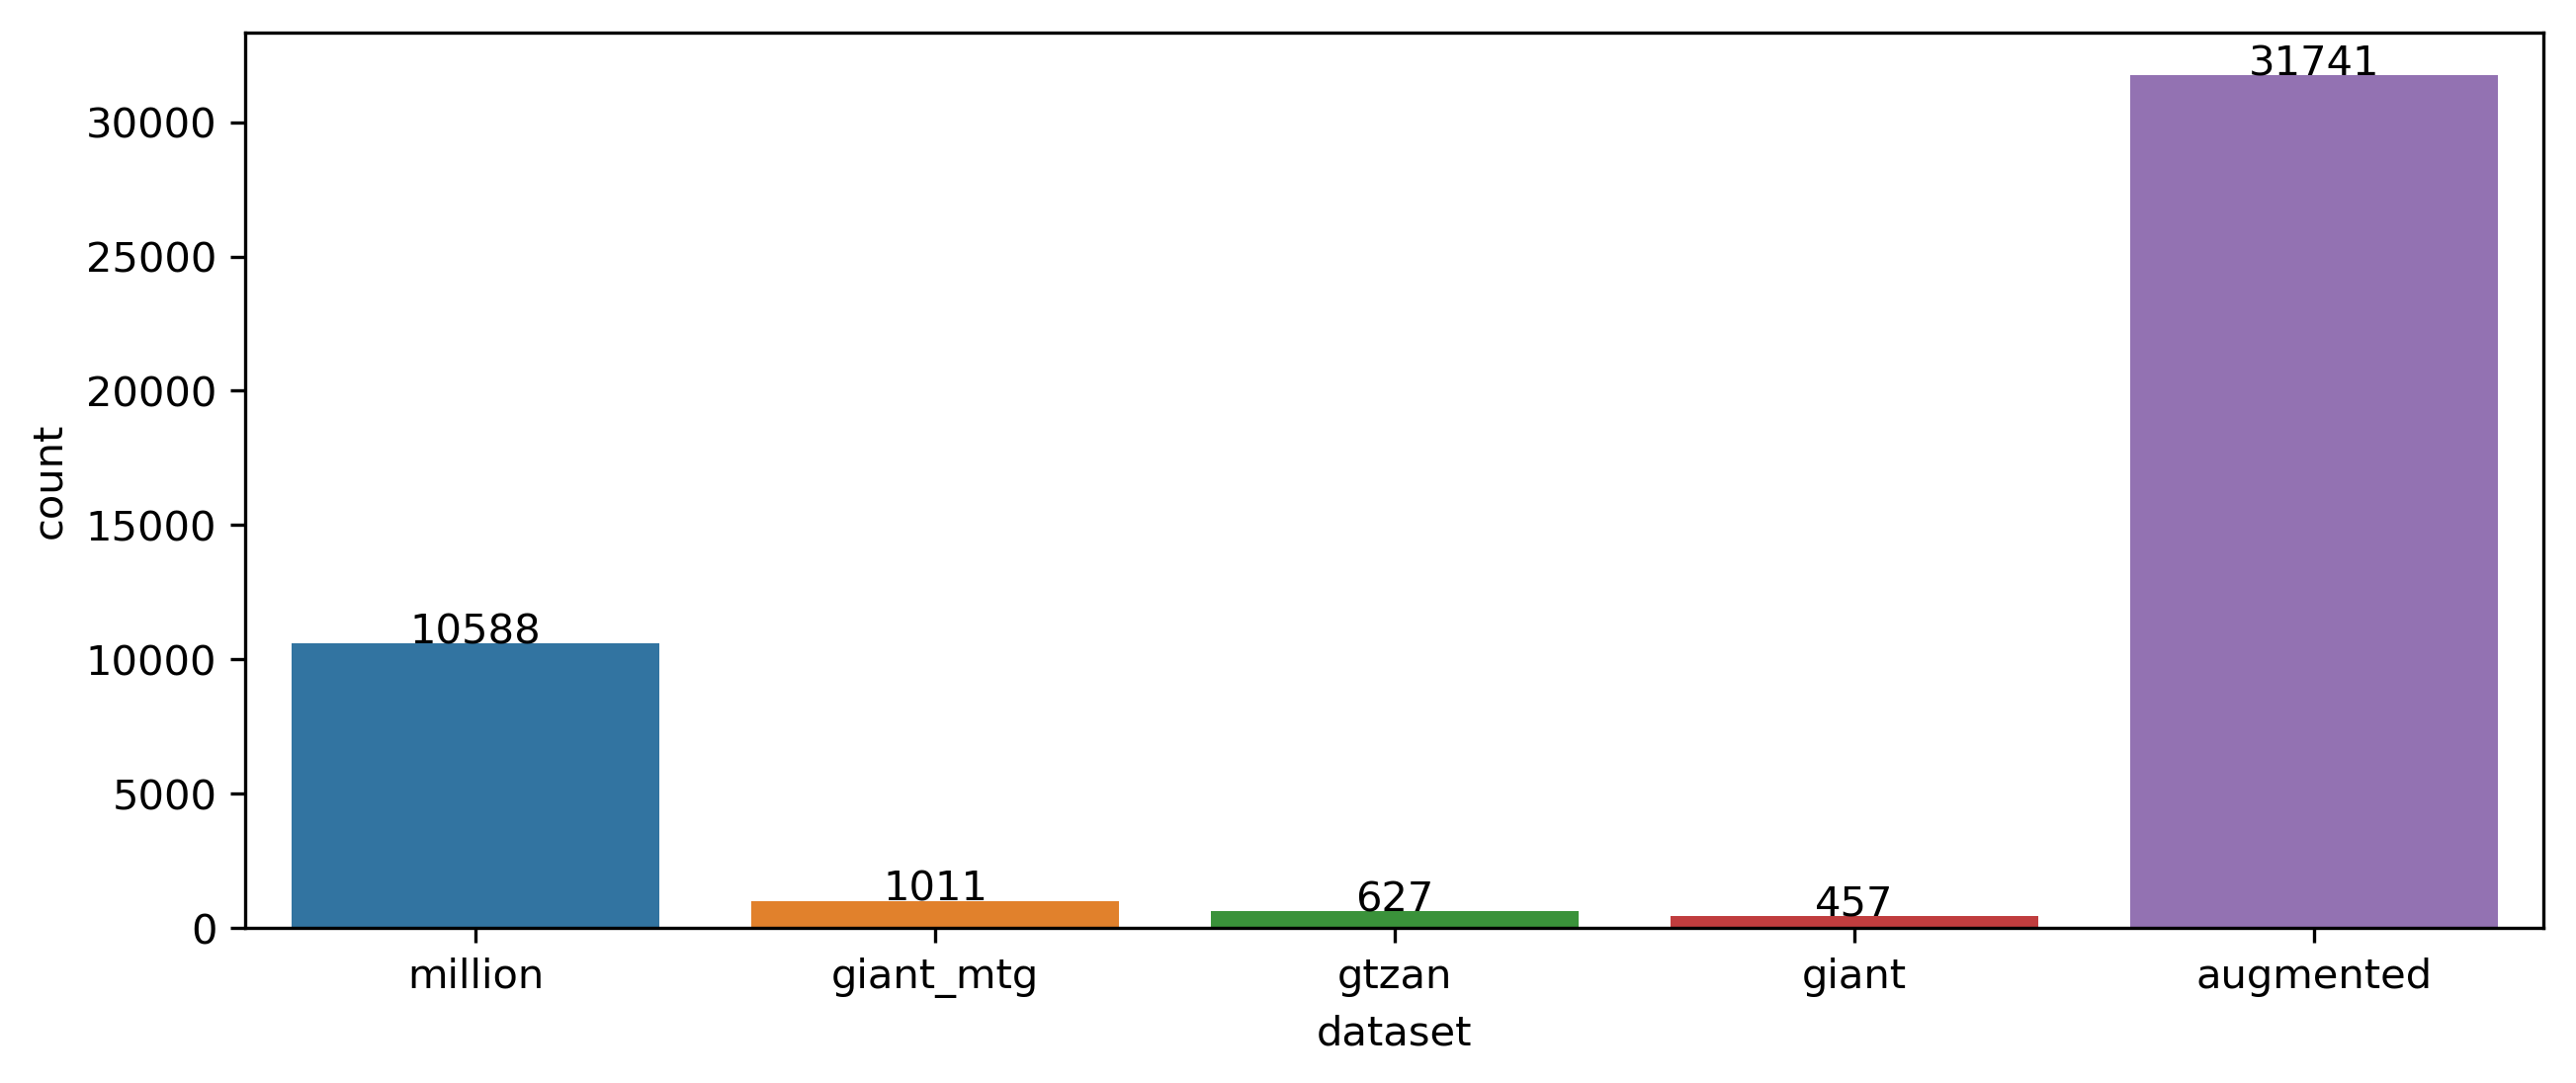 31741
30000
25000
20000
15000
10588
10000
5000
1011
627
457
0
count
million
giant_mtg
gtzan
giant
augmented
dataset